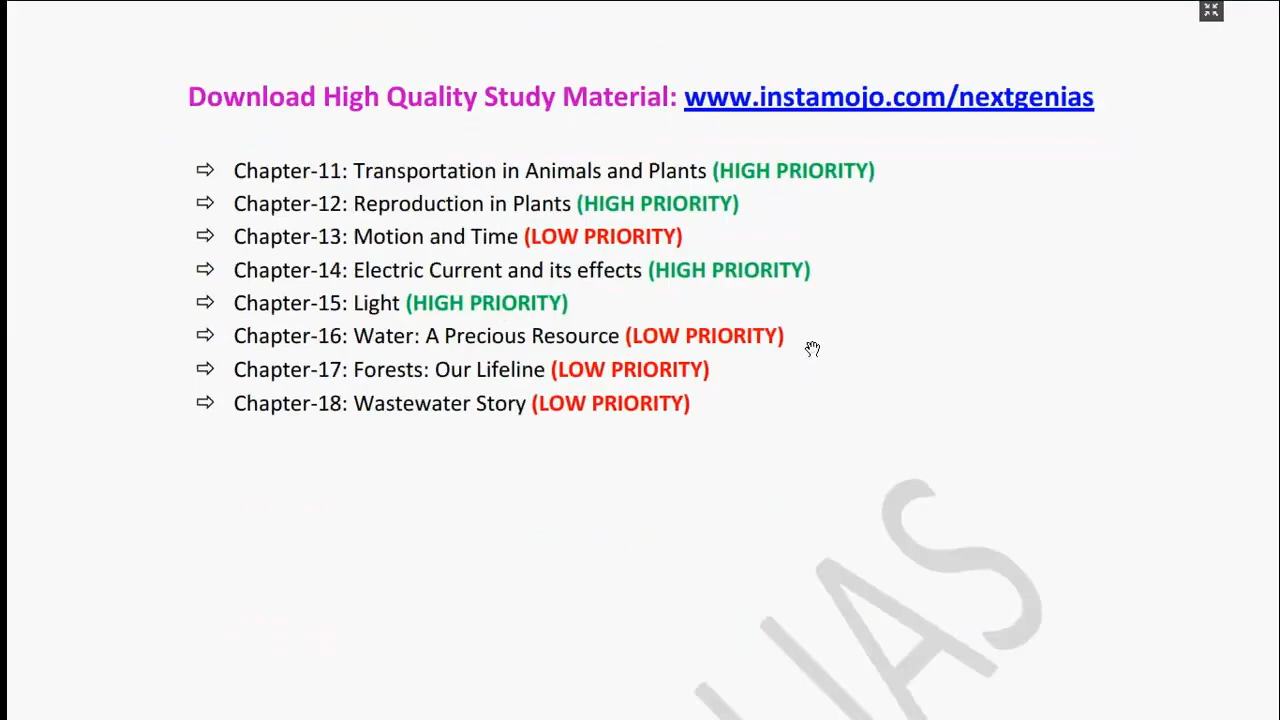 Download High Quality Study Material: www.instamojo.com/nextgenias
⇨ Chapter-11: Transportation in Animals and Plants (HIGH PRIORITY)
⇨ Chapter-12: Reproduction in Plants (HIGH PRIORITY)
⇨ Chapter-13: Motion and Time (LOW PRIORITY)
⇨ Chapter-14: Electric Current and its effects (HIGH PRIORITY)
⇨ Chapter-15: Light (HIGH PRIORITY)
⇨ Chapter-16: Water: A Precious Resource (LOW PRIORITY)
⇨ Chapter-17: Forests: Our Lifeline (LOW PRIORITY)
⇨ Chapter-18: Wastewater Story (LOW PRIORITY)
IAS